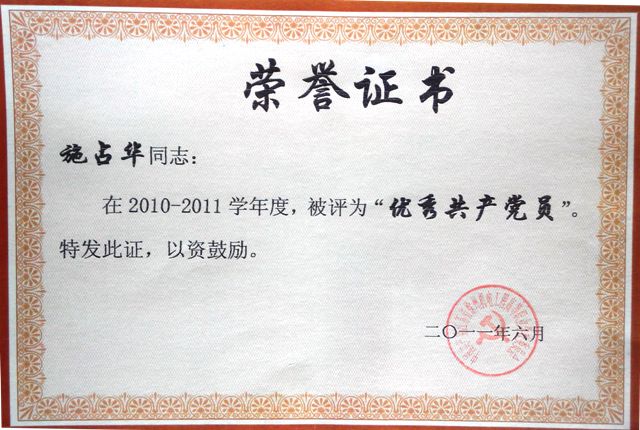 荣誉证书
施占华同志：
在2010-2011学年度，被评为“优秀共产党员”。
特发此证，以资鼓励。
二〇一一年六月